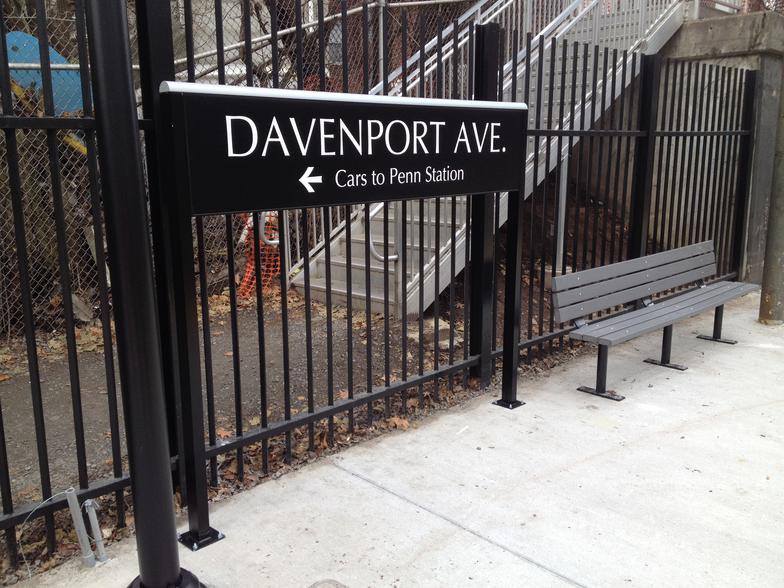 DAVENPORT AVE.
← Cars to Penn Station